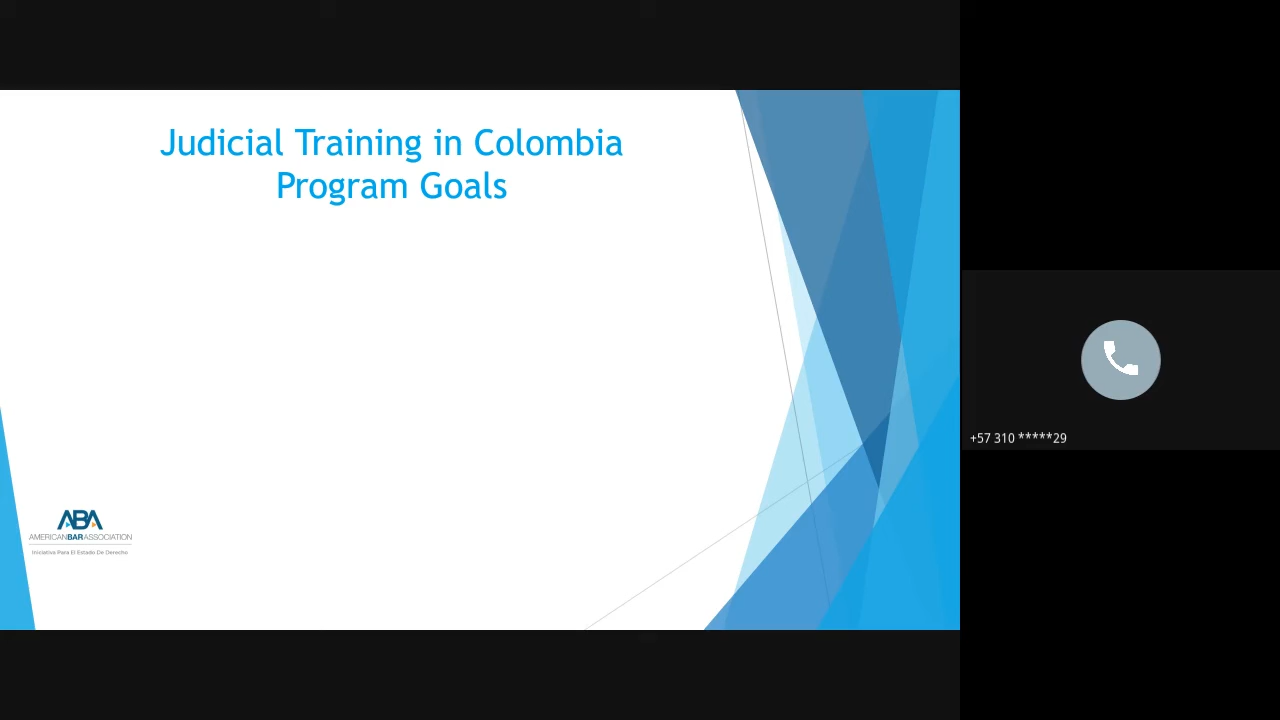 Judicial Training in Colombia
Program Goals
ABA
AMERICANBARASSOCIATION
Iniciativa Para El Estado De Derecho
+57 310 *****29